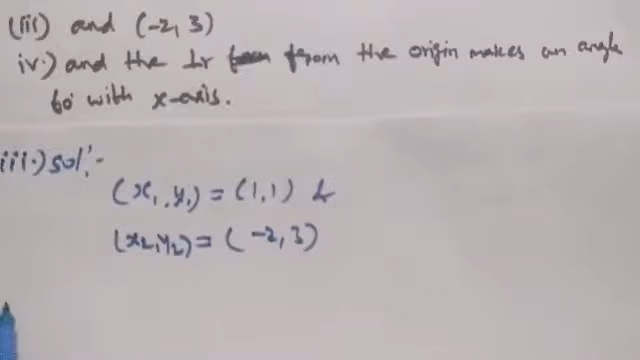 (iii) and (-2, 3)
iv.) and the ⊥r from the origin makes an angle
60° with x-axis.
iii.) sol:-
(x₁, y₁) = (1, 1) &
(x₂, y₂) = (-2, 3)